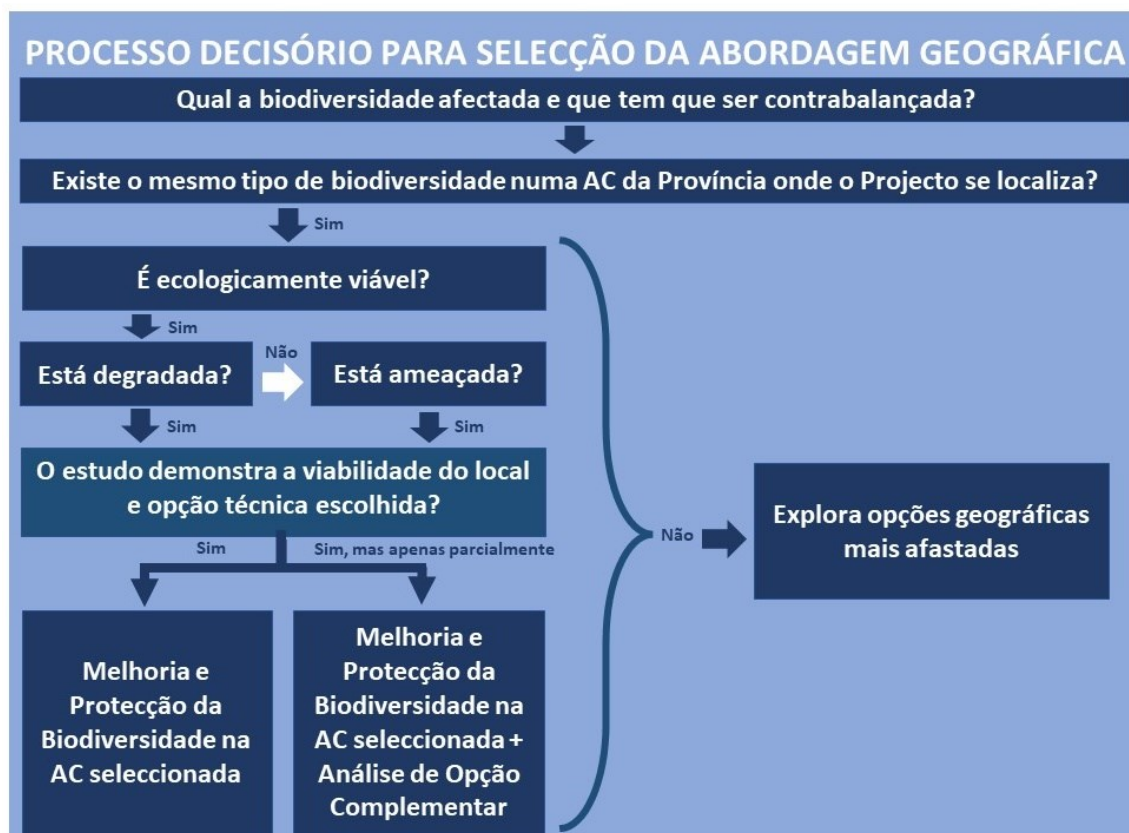 PROCESSO DECISÓRIO PARA SELECÇÃO DA ABORDAGEM GEOGRÁFICA
Qual a biodiversidade afectada e que tem que ser contrabalançada?
Existe o mesmo tipo de biodiversidade numa AC da Província onde o Projecto se localiza?
Sim
É ecologicamente viável?
Sim
Está degradada?
Não
Está ameaçada?
Sim
Sim
O estudo demonstra a viabilidade do local
e opção técnica escolhida?
Sim
Sim, mas apenas parcialmente
Melhoria e
Protecção da
Biodiversidade na
AC seleccionada
Melhoria e
Protecção da
Biodiversidade na
AC seleccionada +
Análise de Opção
Complementar
Não
Explora opções geográficas
mais afastadas